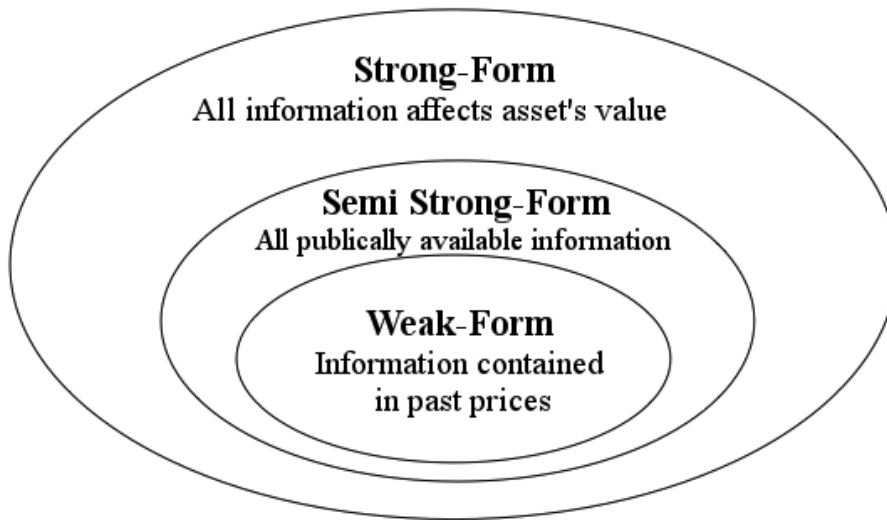 Strong-Form
All information affects asset's value
Semi Strong-Form
All publically available information
Weak-Form
Information contained
in past prices